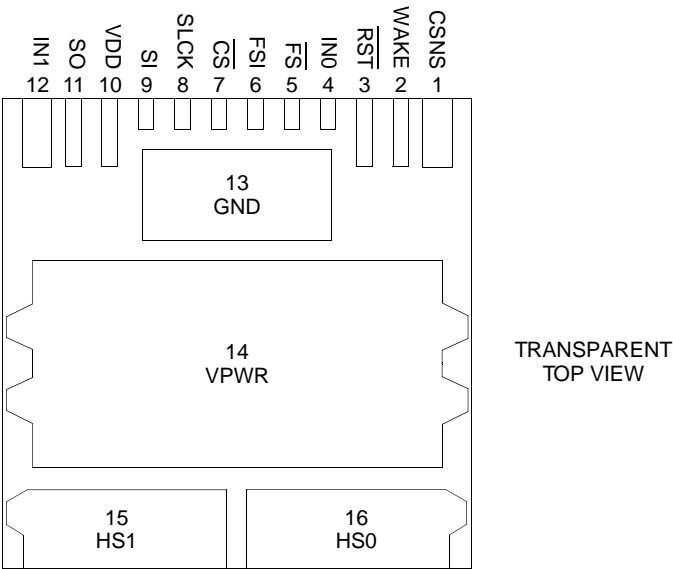 IN1 SO VDD SI SLCK CS FSI FS IN0 RST WAKE CSNS
12 11 10 9 8 7 6 5 4 3 2 1
13
GND
14
VPWR
TRANSPARENT
TOP VIEW
15
HS1
16
HS0